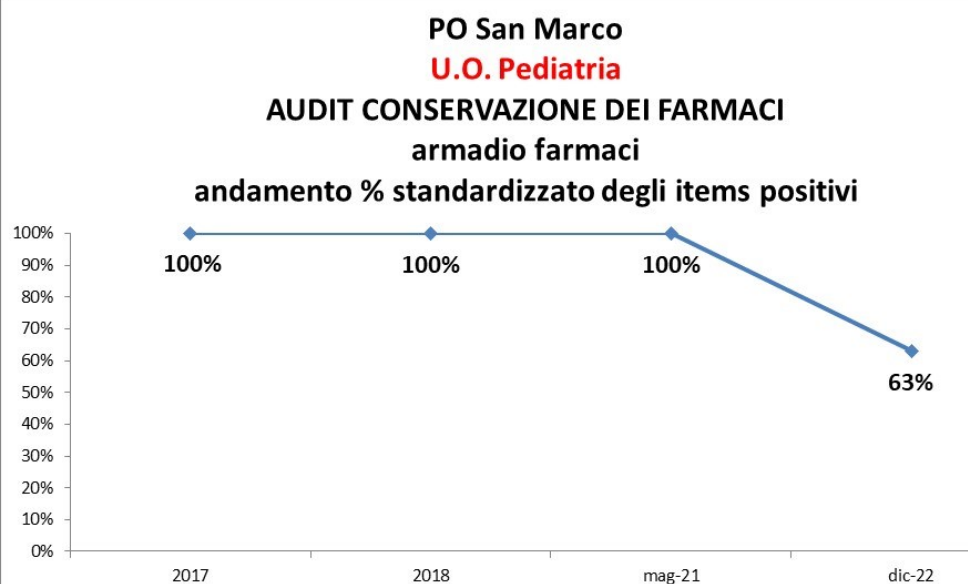 PO San Marco
U.O. Pediatria
AUDIT CONSERVAZIONE DEI FARMACI
armadio farmaci
andamento % standardizzato degli items positivi
100%
90%
80%
70%
60%
50%
40%
30%
20%
10%
0%
100%
100%
100%
63%
2017
2018
mag-21
dic-22